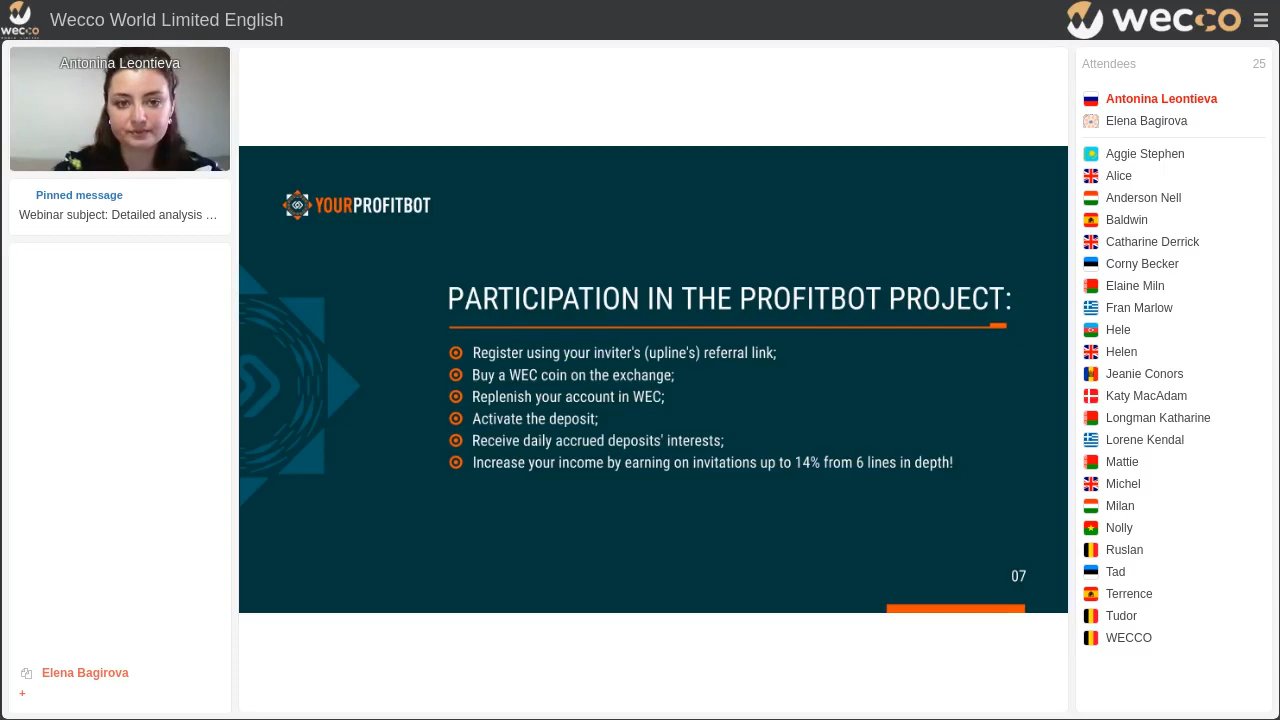 wecco
Wecco World Limited English
wecco
Antonina Leontieva
Pinned message
Webinar subject: Detailed analysis …
Elena Bagirova
+
YOURPROFITBOT
PARTICIPATION IN THE PROFITBOT PROJECT:
Register using your inviter's (upline's) referral link;
Buy a WEC coin on the exchange;
Replenish your account in WEC;
Activate the deposit;
Receive daily accrued deposits' interests;
Increase your income by earning on invitations up to 14% from 6 lines in depth!
07
Attendees 25
Antonina Leontieva
Elena Bagirova
Aggie Stephen
Alice
Anderson Nell
Baldwin
Catharine Derrick
Corny Becker
Elaine Miln
Fran Marlow
Hele
Helen
Jeanie Conors
Katy MacAdam
Longman Katharine
Lorene Kendal
Mattie
Michel
Milan
Nolly
Ruslan
Tad
Terrence
Tudor
WECCO